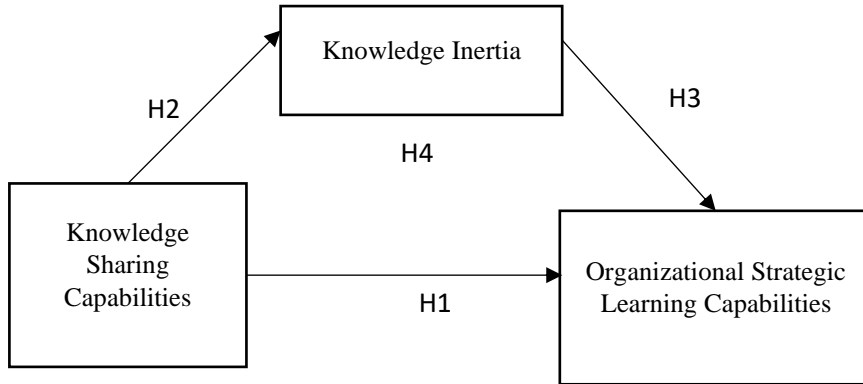 Knowledge Inertia
H2
H3
H4
Knowledge
Sharing
Capabilities
Organizational Strategic
Learning Capabilities
H1